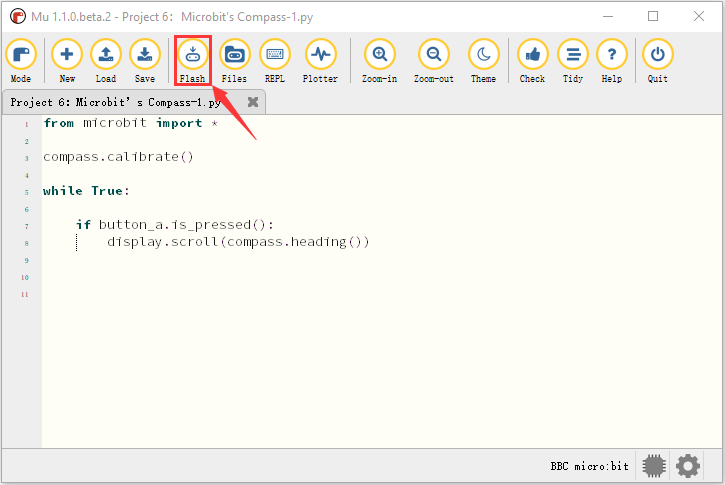 Mu 1.1.0.beta.2 - Project 6: Microbit's Compass-1.py
Mode New Load Save Flash Files REPL Plotter Zoom-in Zoom-out Theme Check Tidy Help Quit
Project 6: Microbit's Compass-1.py
1 from microbit import *
2
3 compass.calibrate()
4
5 while True:
6
7 if button_a.is_pressed():
8 display.scroll(compass.heading())
9
10
11
BBC micro:bit